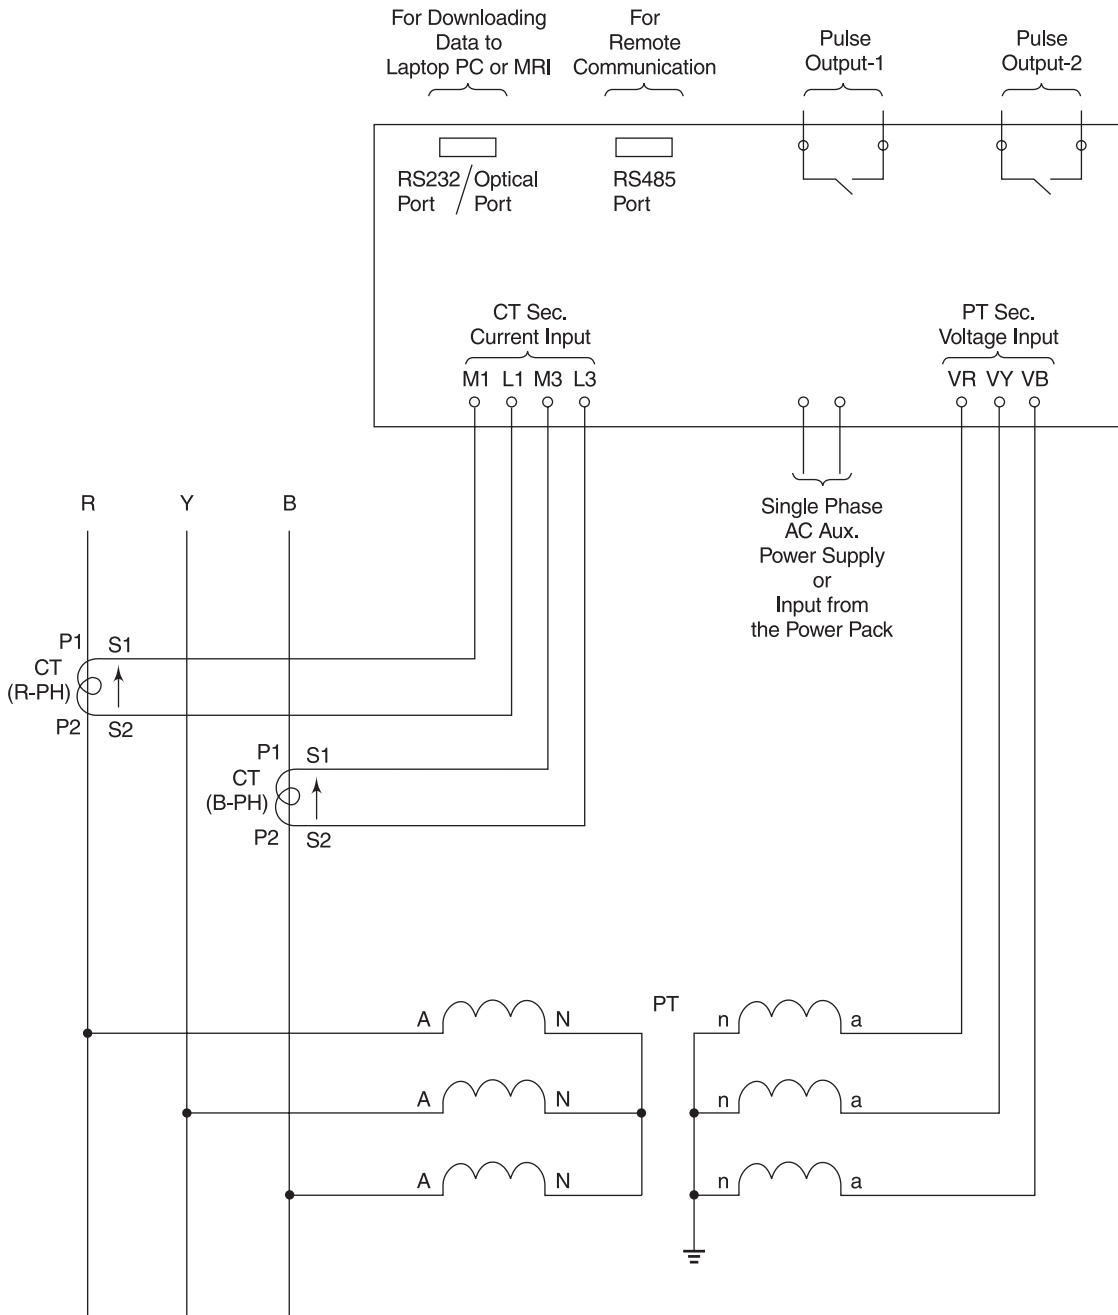 For Downloading
Data to
Laptop PC or MRI
For
Remote
Communication
Pulse
Output-1
Pulse
Output-2
RS232/Optical
Port Port
RS485
Port
CT Sec.
Current Input
M1 L1 M3 L3
PT Sec.
Voltage Input
VR VY VB
Single Phase
AC Aux.
Power Supply
or
Input from
the Power Pack
R Y B
P1 S1
CT
(R-PH)
P2 S2
P1 S1
CT
(B-PH)
P2 S2
PT
A N n a
A N n a
A N n a